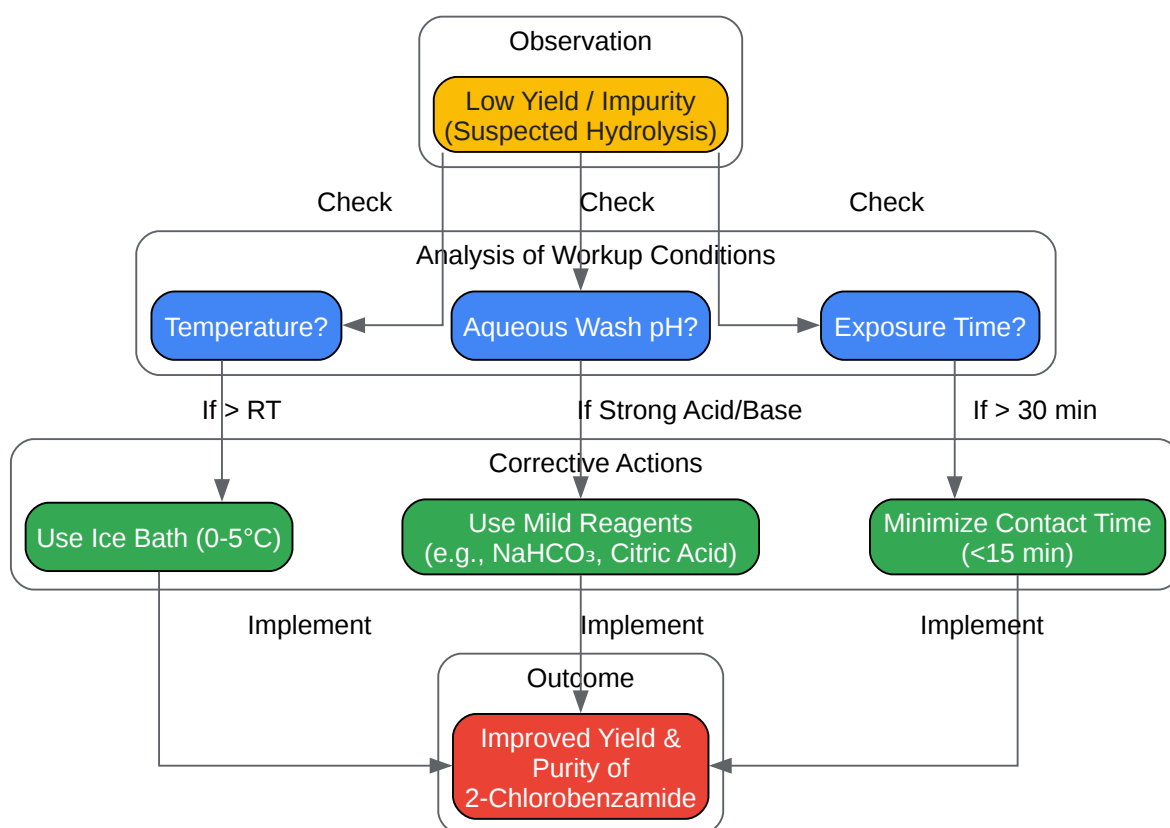 Observation
Low Yield / Impurity
(Suspected Hydrolysis)
Check
Check
Check
Analysis of Workup Conditions
Temperature?
Aqueous Wash pH?
Exposure Time?
If > RT
If Strong Acid/Base
If > 30 min
Corrective Actions
Use Ice Bath (0-5°C)
Use Mild Reagents
(e.g., NaHCO₃, Citric Acid)
Minimize Contact Time
(<15 min)
Implement
Implement
Implement
Outcome
Improved Yield &
Purity of
2-Chlorobenzamide